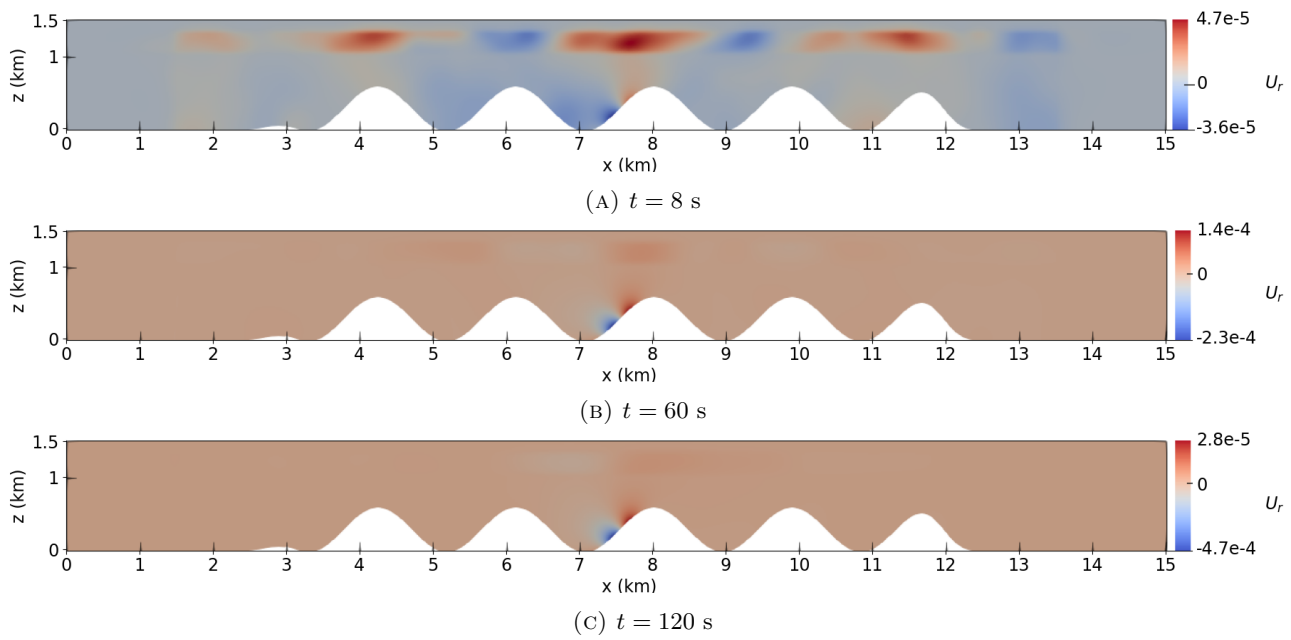 1.5
1
0
z (km)
0 1 2 3 4 5 6 7 8 9 10 11 12 13 14 15
x (km)
4.7e-5
0
-3.6e-5
U_r
(A) t = 8 s
1.5
1
0
z (km)
0 1 2 3 4 5 6 7 8 9 10 11 12 13 14 15
x (km)
1.4e-4
0
-2.3e-4
U_r
(B) t = 60 s
1.5
1
0
z (km)
0 1 2 3 4 5 6 7 8 9 10 11 12 13 14 15
x (km)
2.8e-5
0
-4.7e-4
U_r
(C) t = 120 s